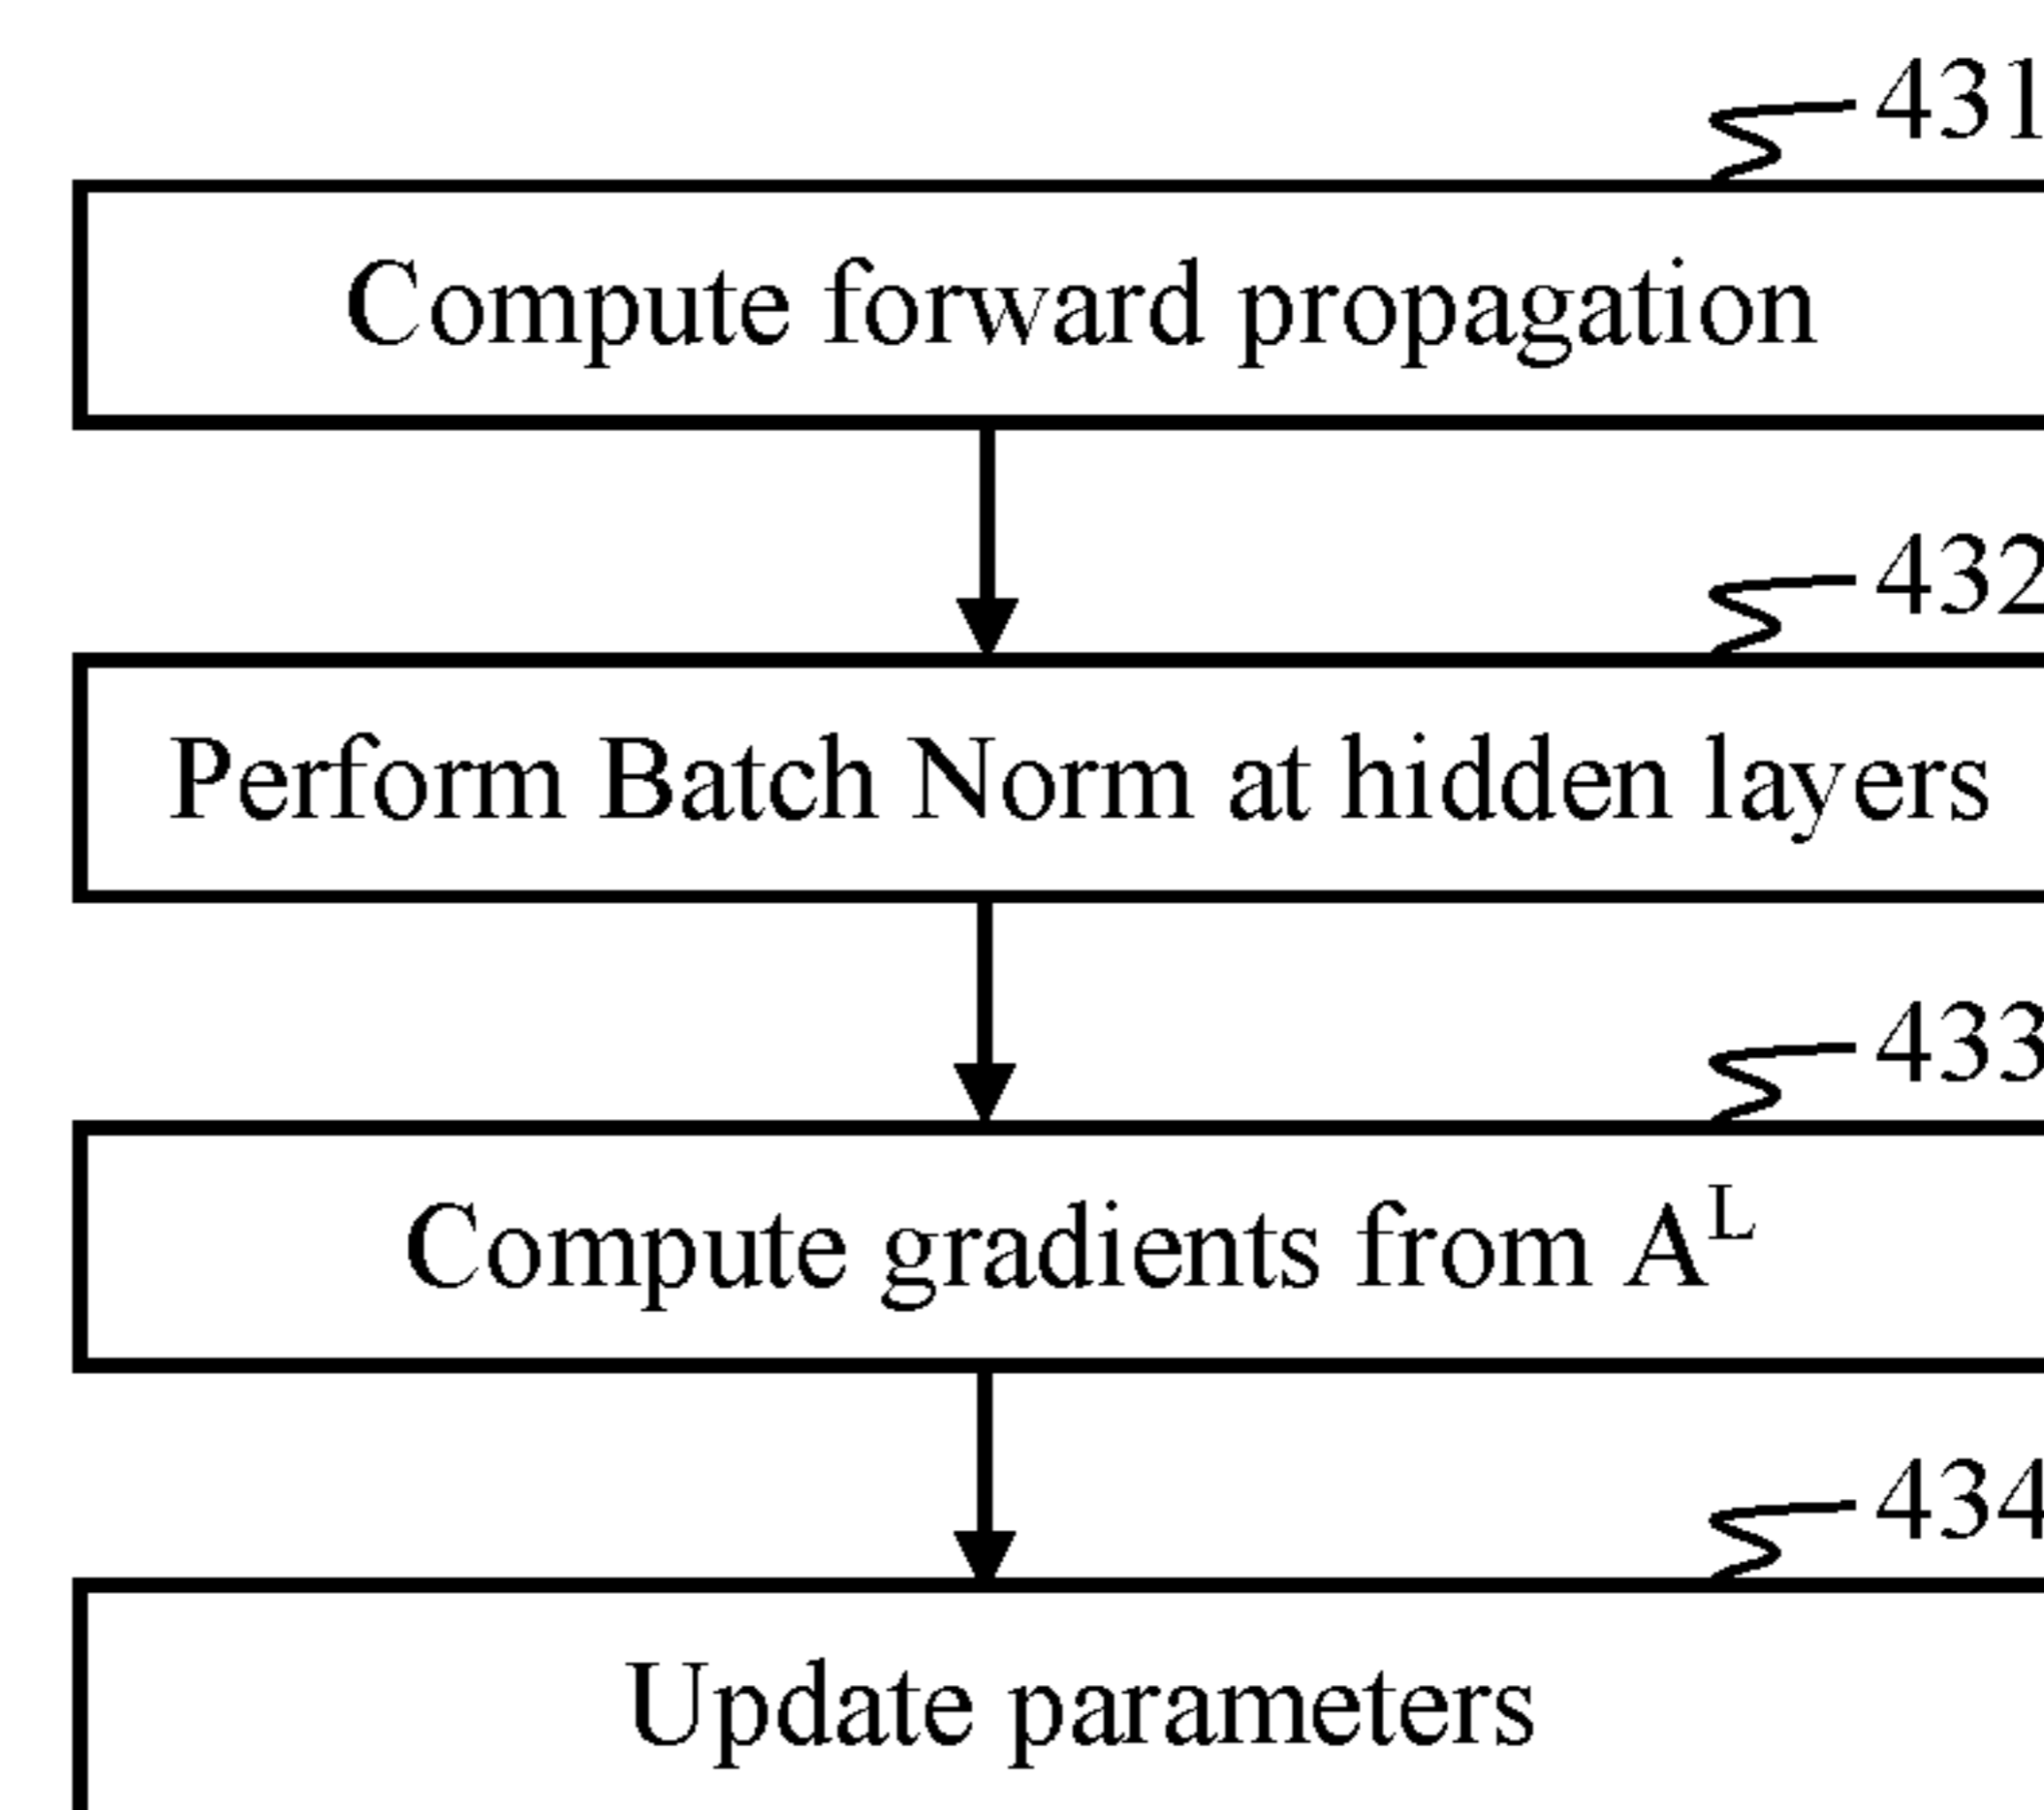 431
Compute forward propagation
432
Perform Batch Norm at hidden layers
433
Compute gradients from A^L
434
Update parameters